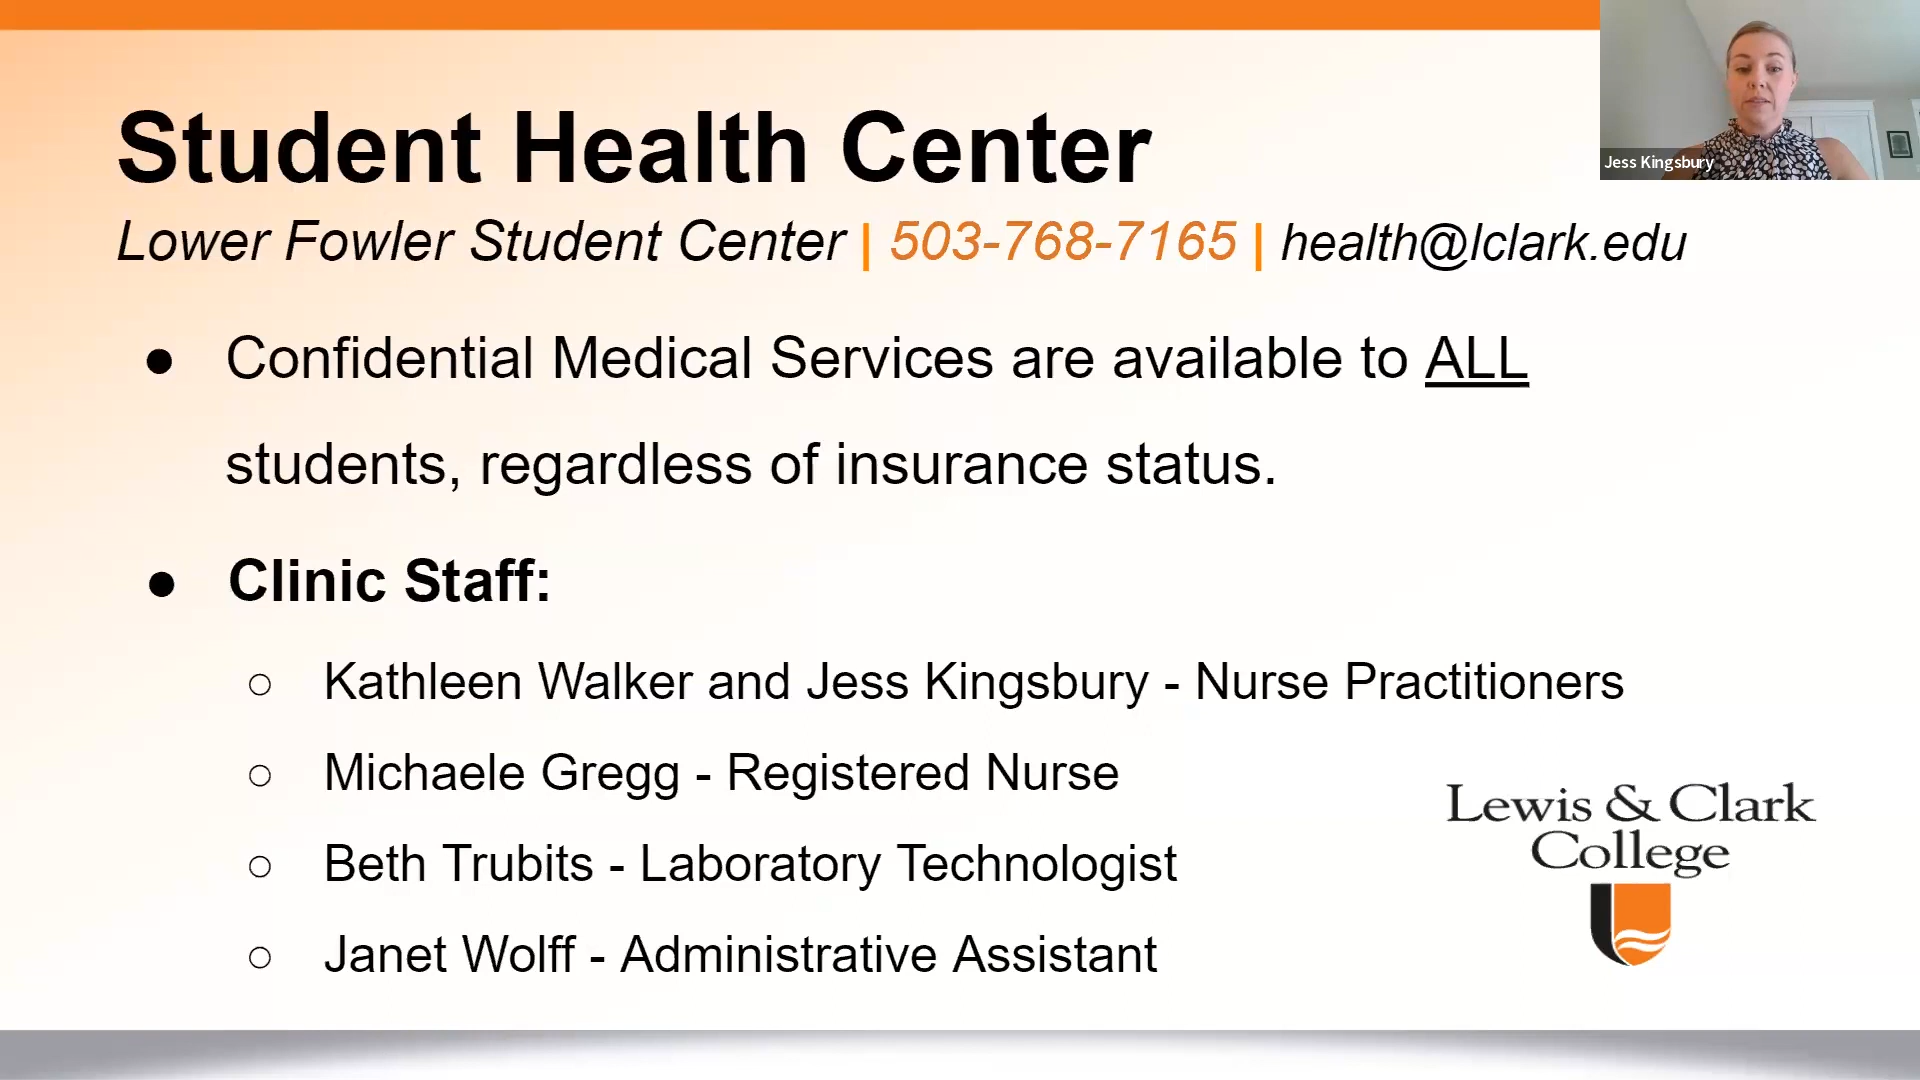 Student Health Center
Jess Kingsbury
Lower Fowler Student Center | 503-768-7165 | health@lclark.edu
● Confidential Medical Services are available to ALL
students, regardless of insurance status.
● Clinic Staff:
○ Kathleen Walker and Jess Kingsbury - Nurse Practitioners
○ Michaele Gregg - Registered Nurse
○ Beth Trubits - Laboratory Technologist
○ Janet Wolff - Administrative Assistant
Lewis & Clark
College